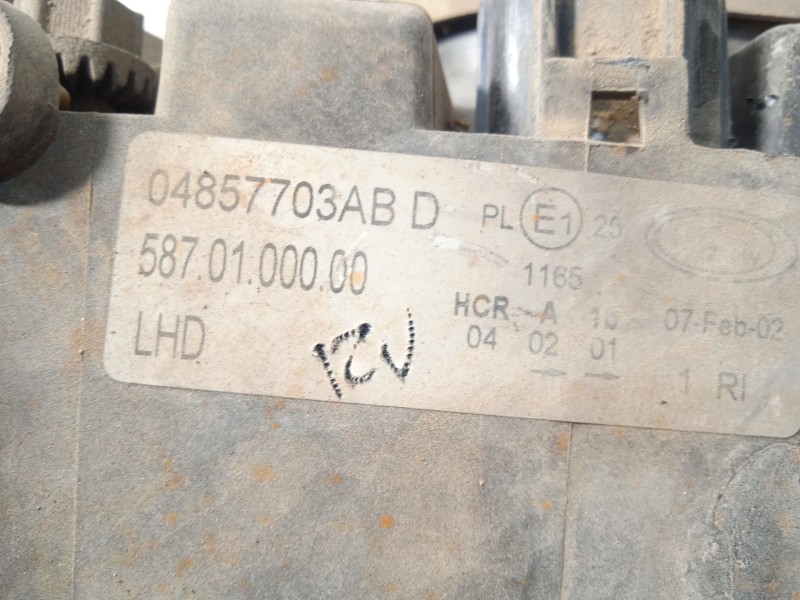 04857703AB D PL E1 25
587.01.000.00 1165
HCR A 1b 07-Feb-02
LHD 04 02 01
1 RI